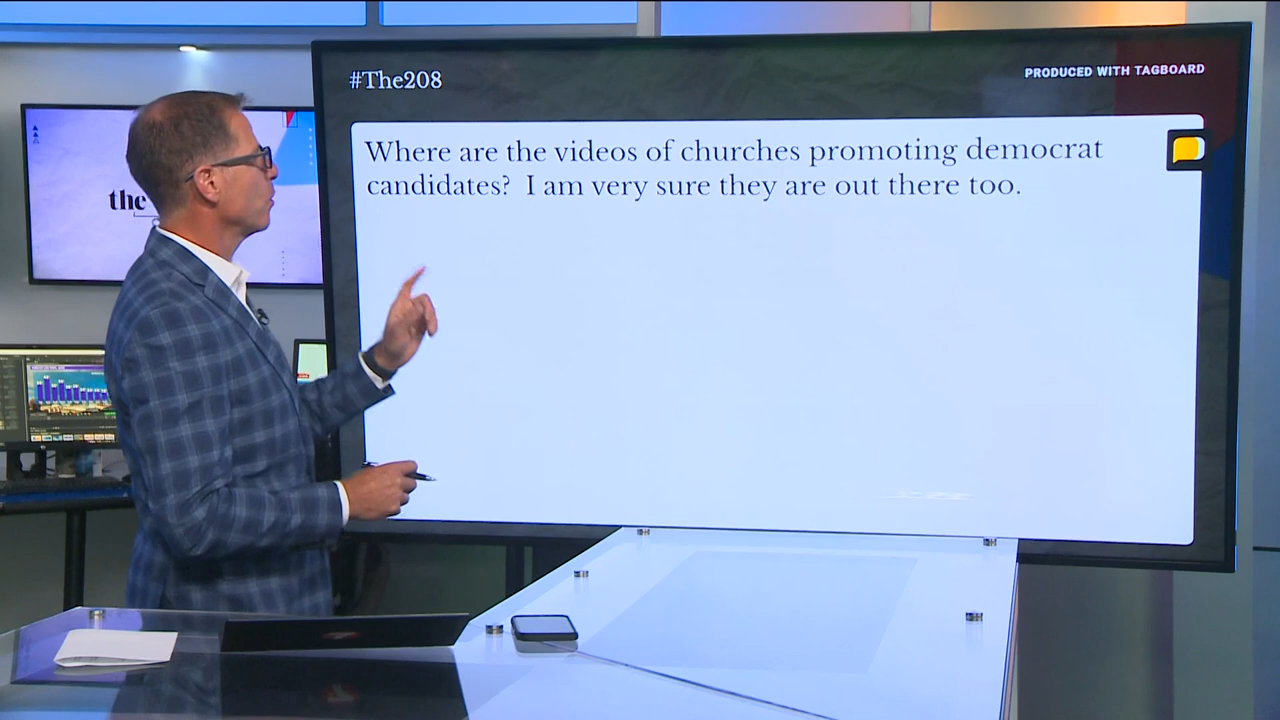 #The208
PRODUCED WITH TAGBOARD
Where are the videos of churches promoting democrat
candidates?  I am very sure they are out there too.
the